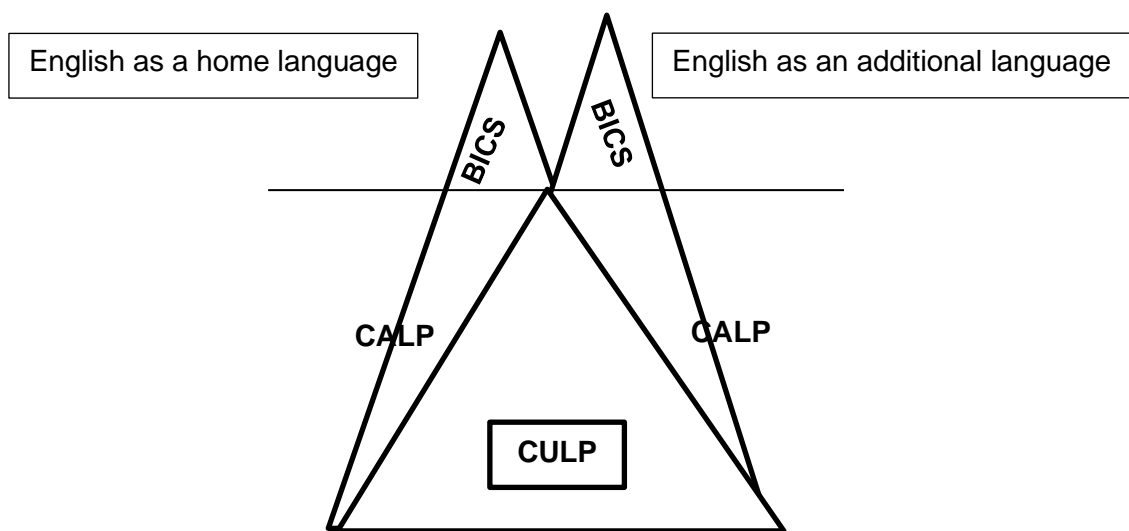 English as a home language
English as an additional language
BICS
BICS
CALP
CALP
CULP